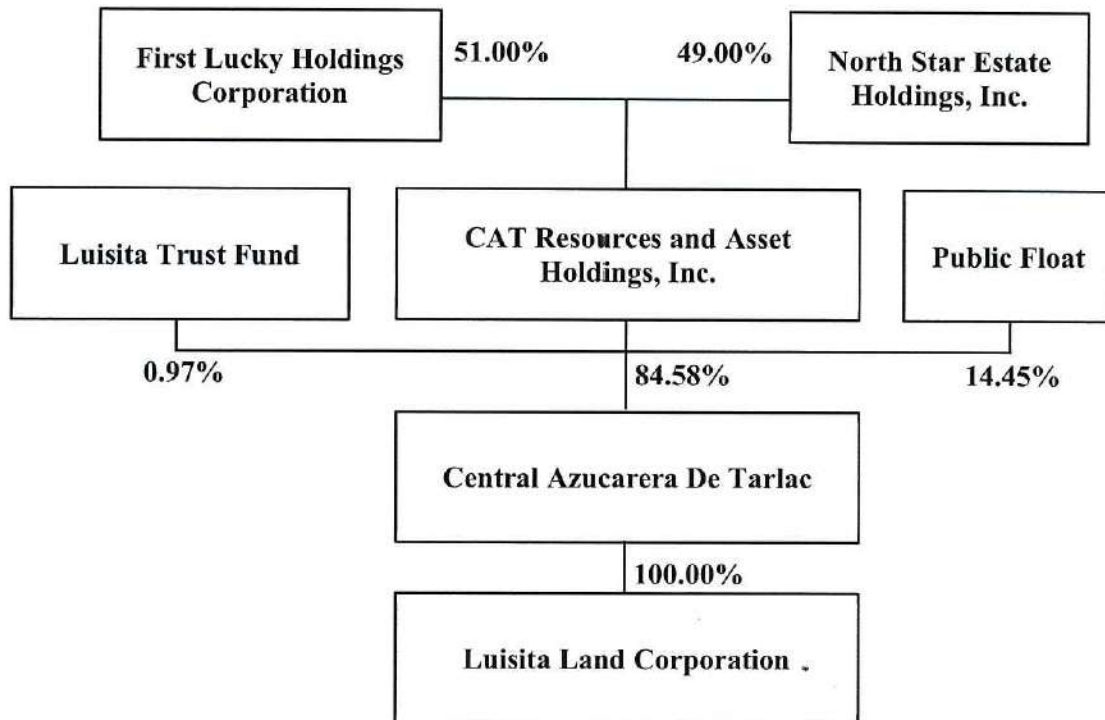 First Lucky Holdings
Corporation
51.00%
49.00%
North Star Estate
Holdings, Inc.
Luisita Trust Fund
CAT Resources and Asset
Holdings, Inc.
Public Float
0.97%
84.58%
14.45%
Central Azucarera De Tarlac
100.00%
Luisita Land Corporation